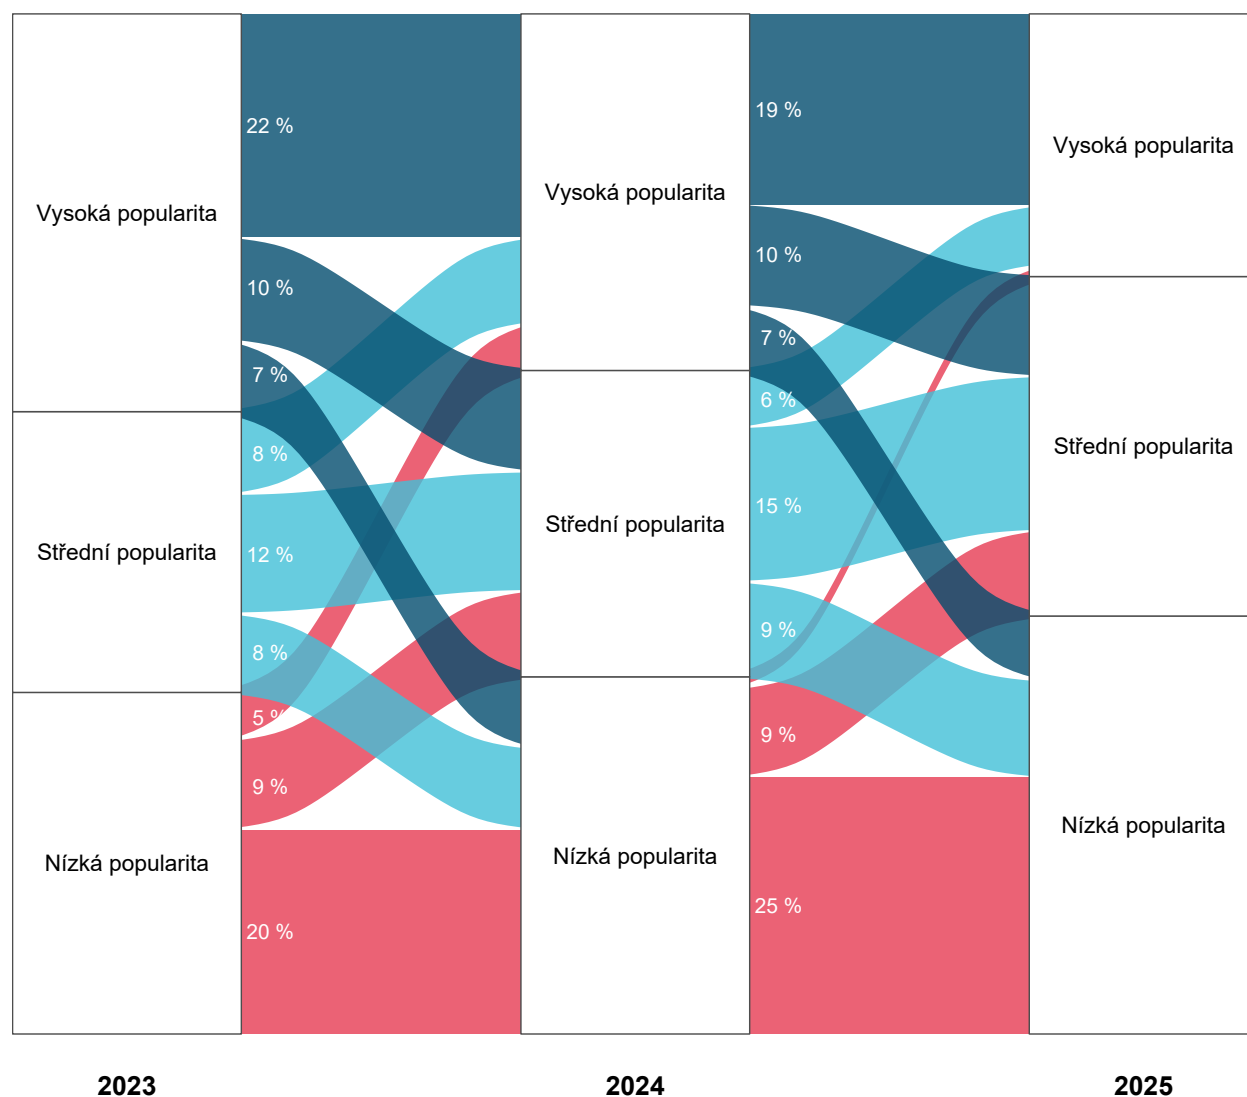 Vysoká popularita
Střední popularita
Nízká popularita
22 %
10 %
7 %
8 %
12 %
8 %
5 %
9 %
20 %
Vysoká popularita
Střední popularita
Nízká popularita
19 %
10 %
7 %
6 %
15 %
9 %
9 %
25 %
Vysoká popularita
Střední popularita
Nízká popularita
2023
2024
2025